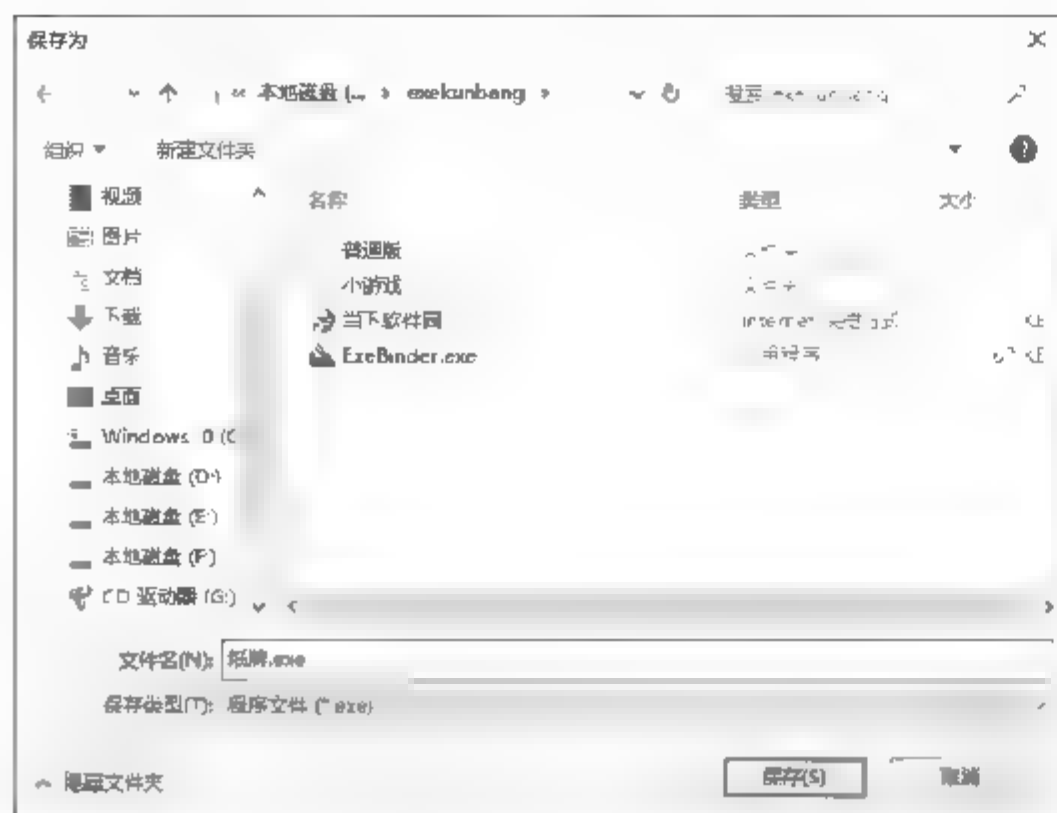 保存为
本地磁盘 (... > exekunbang >
组织 新建文件夹
名称 类型 大小
视频
图片
文档
下载
音乐
桌面
Windows
本地磁盘 (D:)
本地磁盘 (E:)
本地磁盘 (F)
CD 驱动器 (G:)
普通版
小游戏
当下软件园
ExeBinder.exe
文件名(N): 纸牌.exe
保存类型(T): 程序文件 (*.exe)
隐藏文件夹 保存(S) 取消